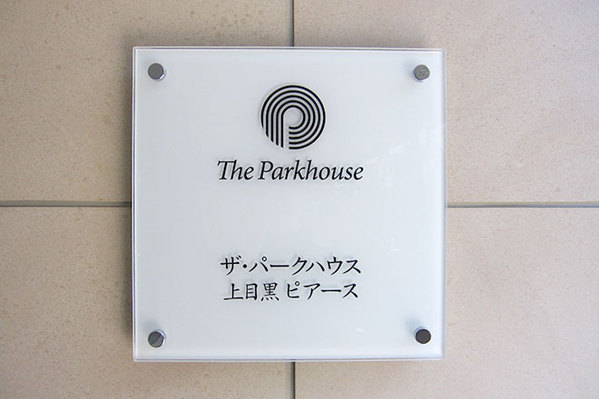 The Parkhouse
ザ・パークハウス
上目黒 ピアース